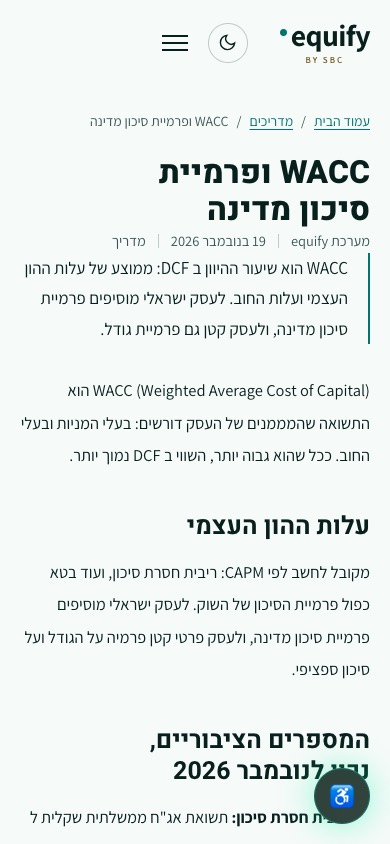 equify
BY SBC
עמוד הבית / מדריכים / WACC ופרמיית סיכון מדינה
WACC ופרמיית
סיכון מדינה
מערכת equify | 19 בנובמבר 2026 | מדריך
WACC הוא שיעור ההיוון ב DCF: ממוצע של עלות ההון
העצמי ועלות החוב. לעסק ישראלי מוסיפים פרמיית
סיכון מדינה, ולעסק קטן גם פרמיית גודל.
WACC (Weighted Average Cost of Capital) הוא
התשואה שהמממנים של העסק דורשים: בעלי המניות ובעלי
החוב. ככל שהוא גבוה יותר, השווי ב DCF נמוך יותר.
עלות ההון העצמי
מקובל לחשב לפי CAPM: ריבית חסרת סיכון, ועוד בטא
כפול פרמיית הסיכון של השוק. לעסק ישראלי מוסיפים
פרמיית סיכון מדינה, ולעסק פרטי קטן פרמיה על הגודל ועל
סיכון ספציפי.
המספרים הציבוריים,
לנובמבר 2026
חסרת סיכון: תשואת אג"ח ממשלתית שקלית ל